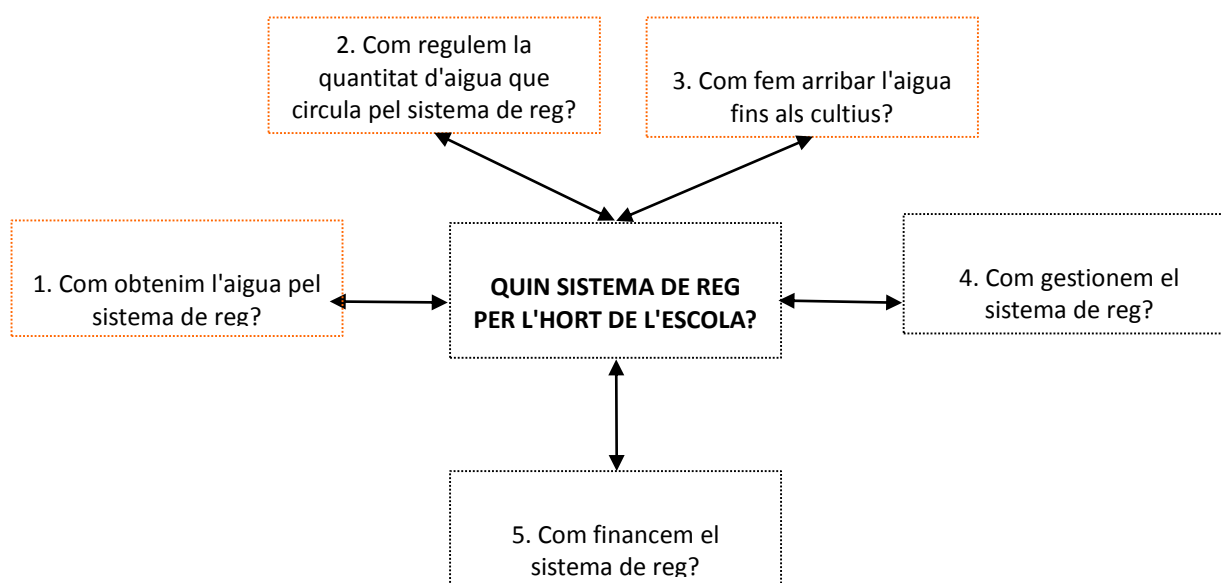 2. Com regulem la
quantitat d'aigua que
circula pel sistema de reg?
3. Com fem arribar l'aigua
fins als cultius?
1. Com obtenim l'aigua pel
sistema de reg?
QUIN SISTEMA DE REG
PER L'HORT DE L'ESCOLA?
4. Com gestionem el
sistema de reg?
5. Com financem el
sistema de reg?